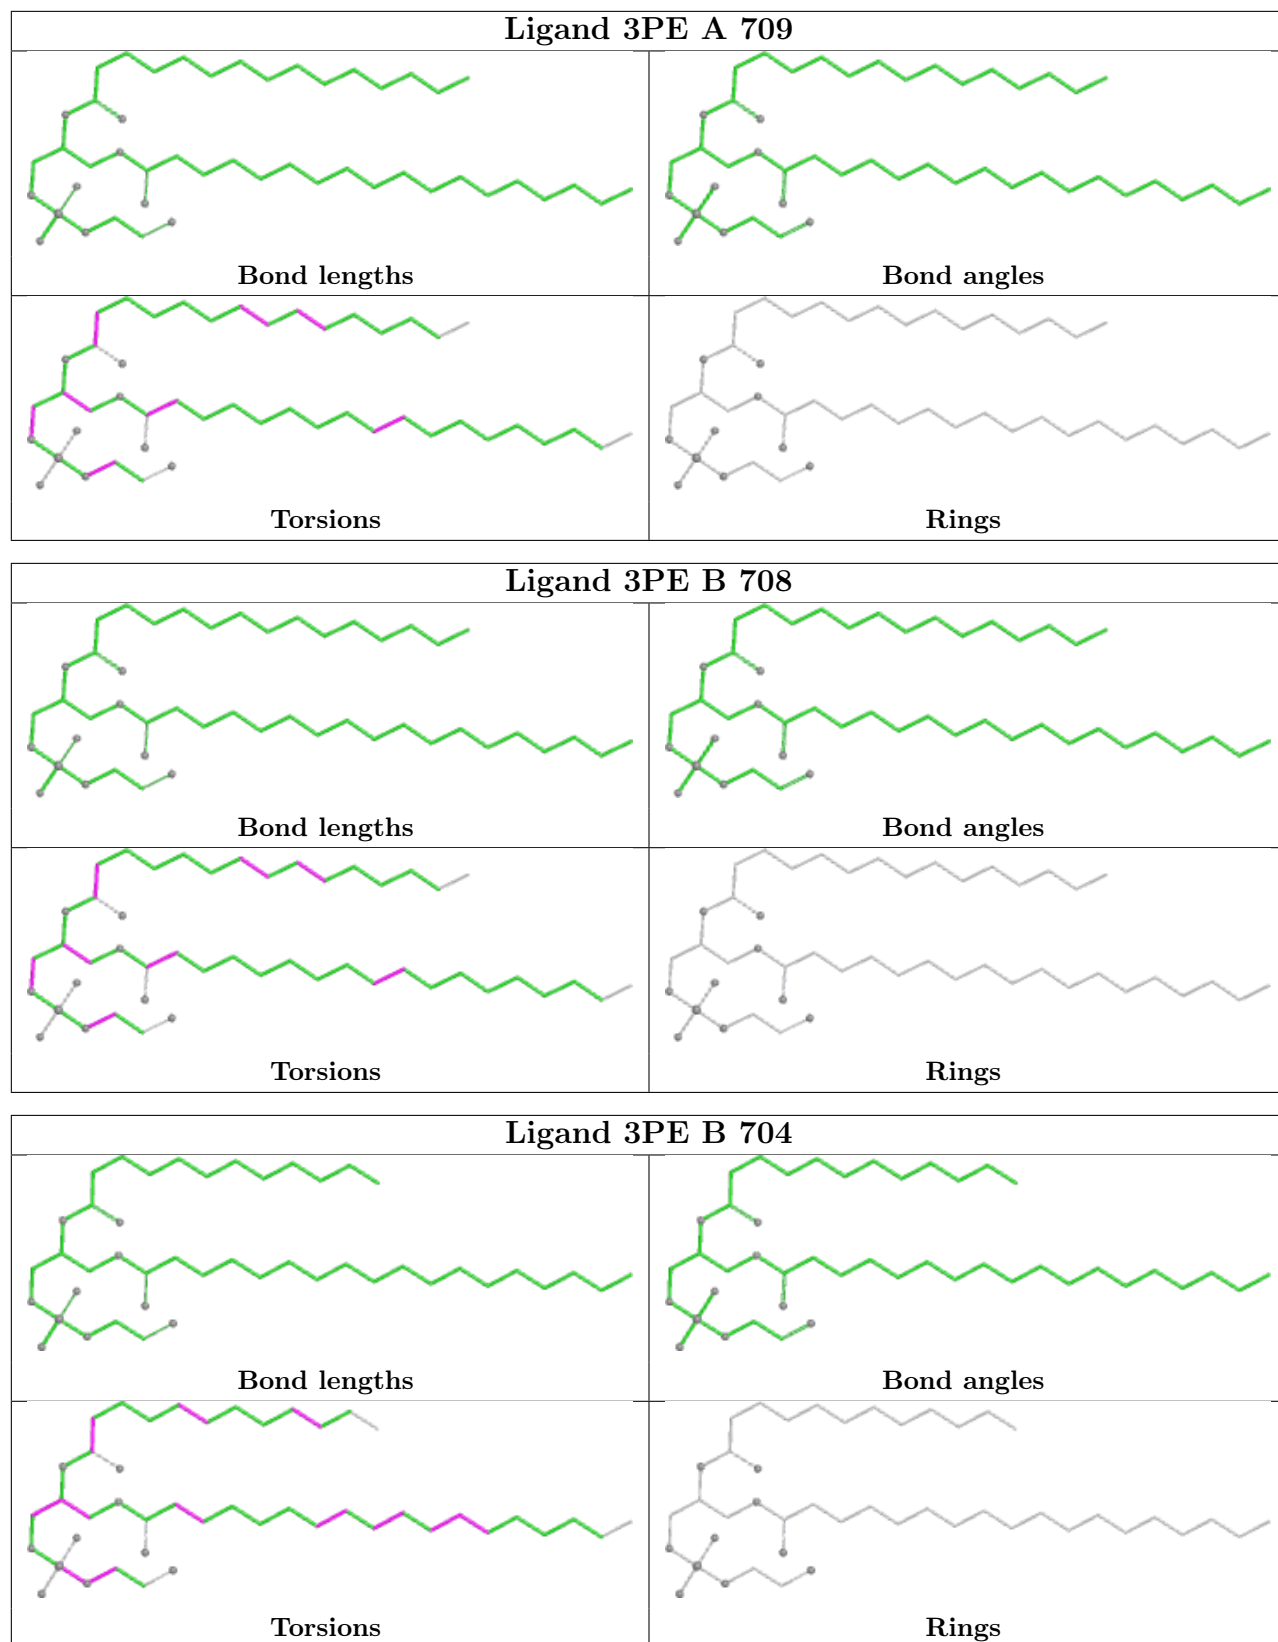 Ligand 3PE A 709
Bond lengths
Bond angles
Torsions
Rings
Ligand 3PE B 708
Bond lengths
Bond angles
Torsions
Rings
Ligand 3PE B 704
Bond lengths
Bond angles
Torsions
Rings